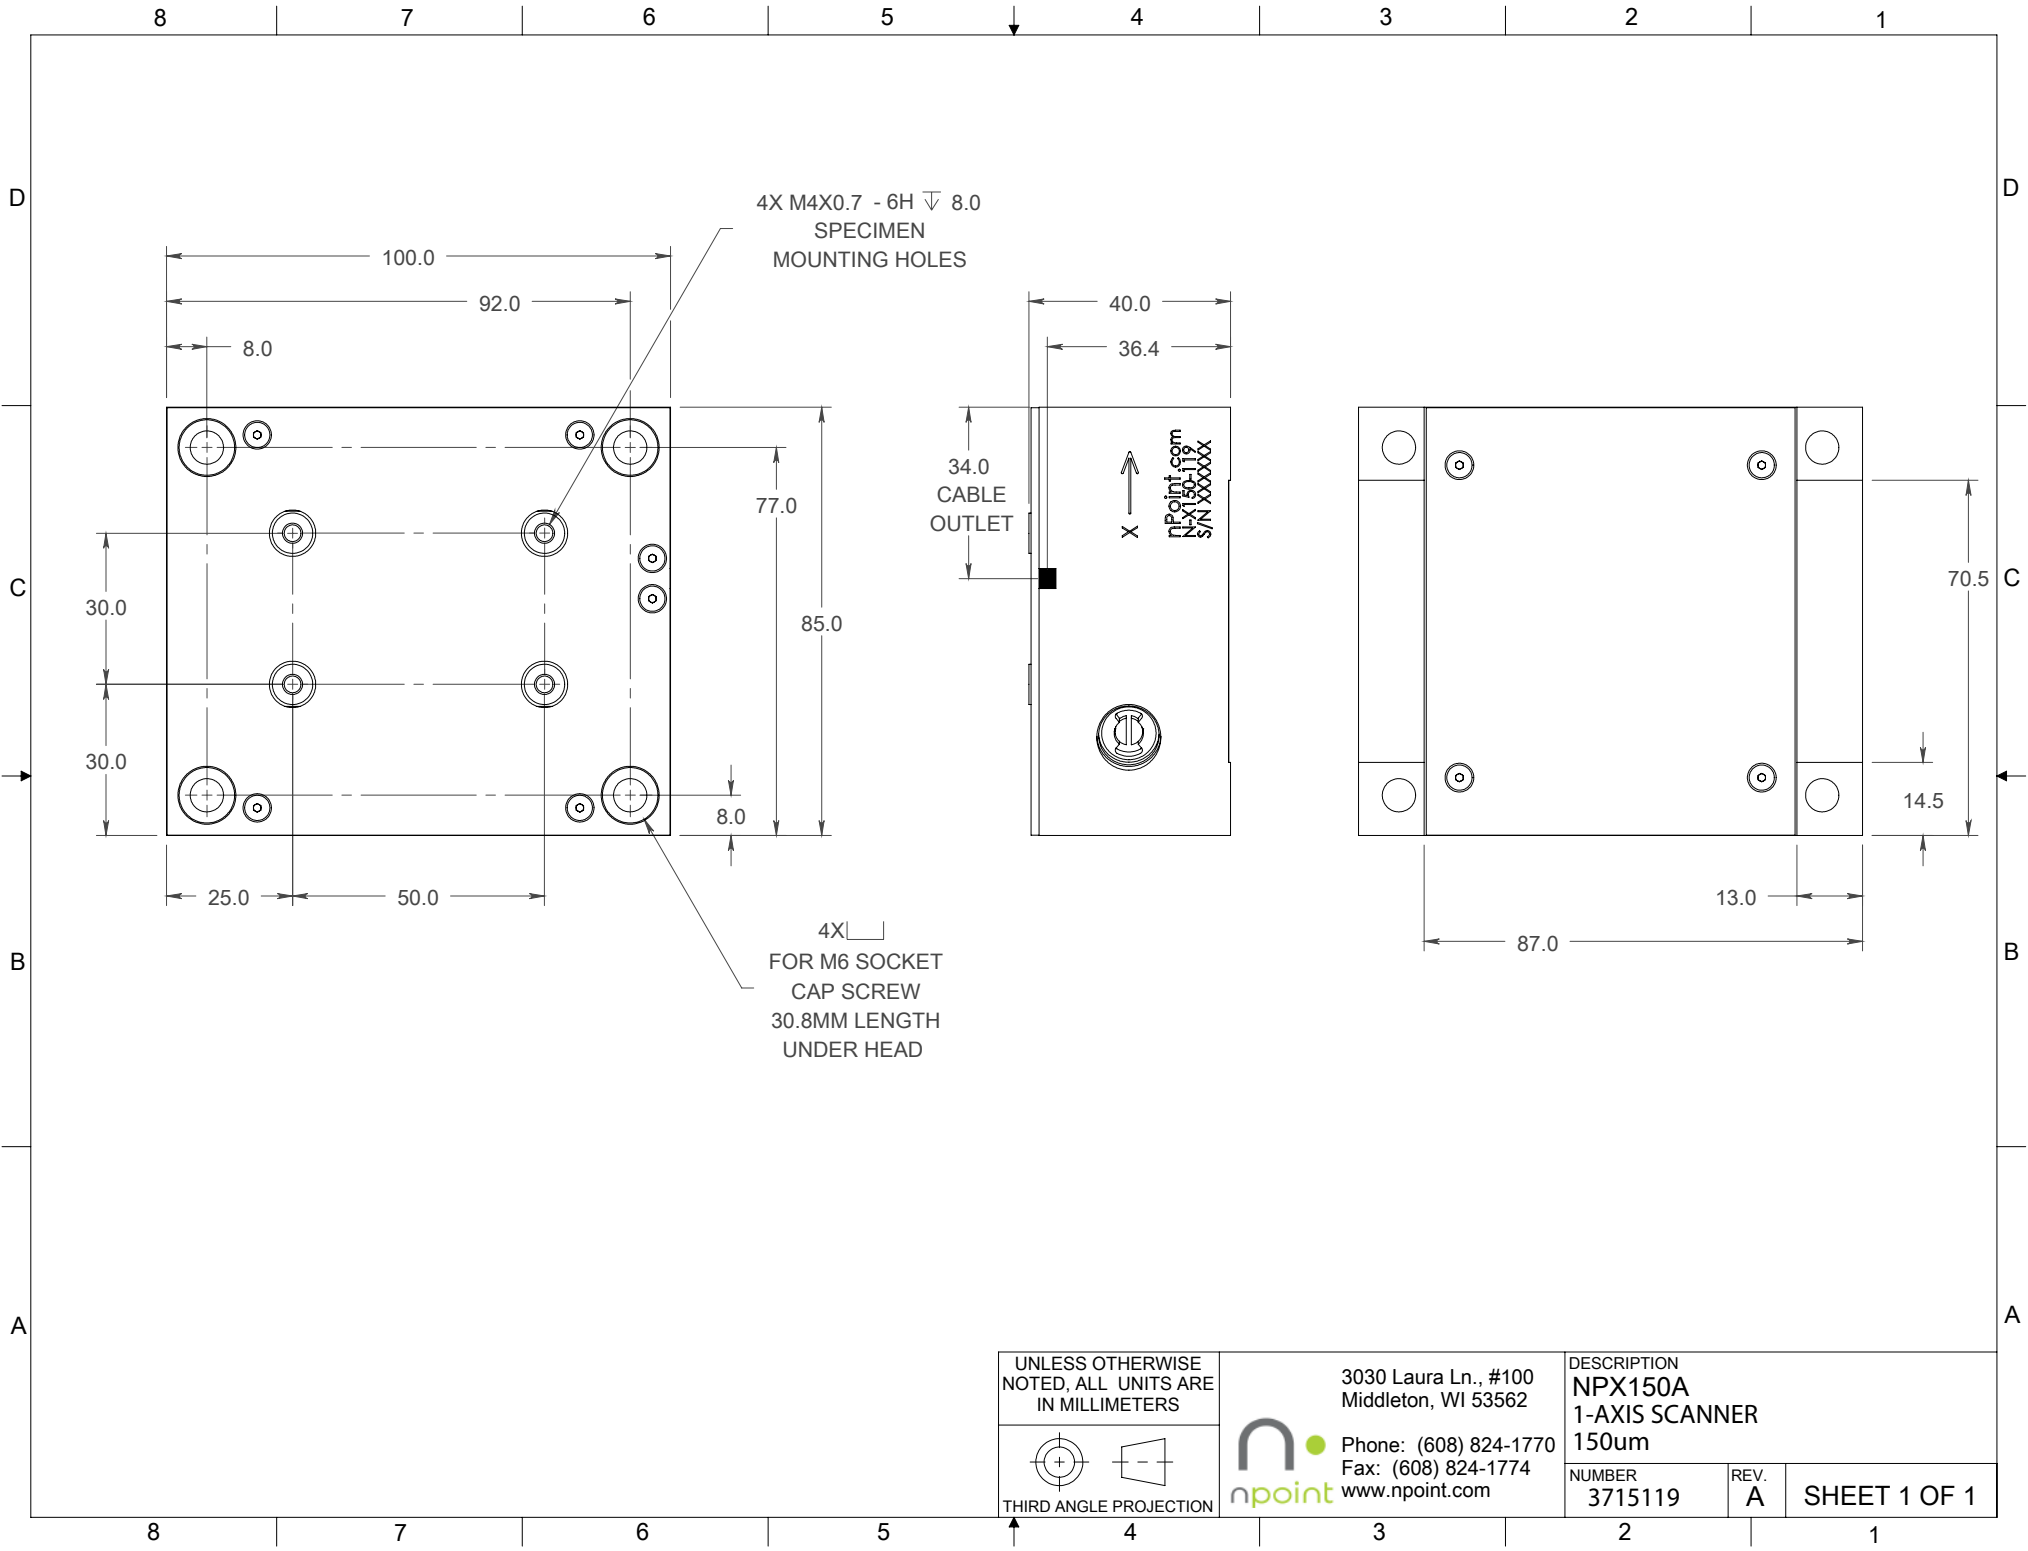 8 7 6 5 4 3 2 1
D
D
4X M4X0.7 - 6H ↧ 8.0
SPECIMEN
MOUNTING HOLES
100.0
92.0
8.0
40.0
36.4
34.0
CABLE
OUTLET
X
nPoint.com
N-X150-119
S/N XXXXXX
77.0
85.0
30.0
30.0
8.0
25.0
50.0
70.5
14.5
13.0
87.0
C
C
4X⌴
FOR M6 SOCKET
CAP SCREW
30.8MM LENGTH
UNDER HEAD
B
B
A
A
UNLESS OTHERWISE
NOTED, ALL UNITS ARE
IN MILLIMETERS
THIRD ANGLE PROJECTION
npoint
3030 Laura Ln., #100
Middleton, WI 53562
Phone: (608) 824-1770
Fax: (608) 824-1774
www.npoint.com
DESCRIPTION
NPX150A
1-AXIS SCANNER
150um
NUMBER
3715119
REV.
A
SHEET 1 OF 1
8 7 6 5 4 3 2 1